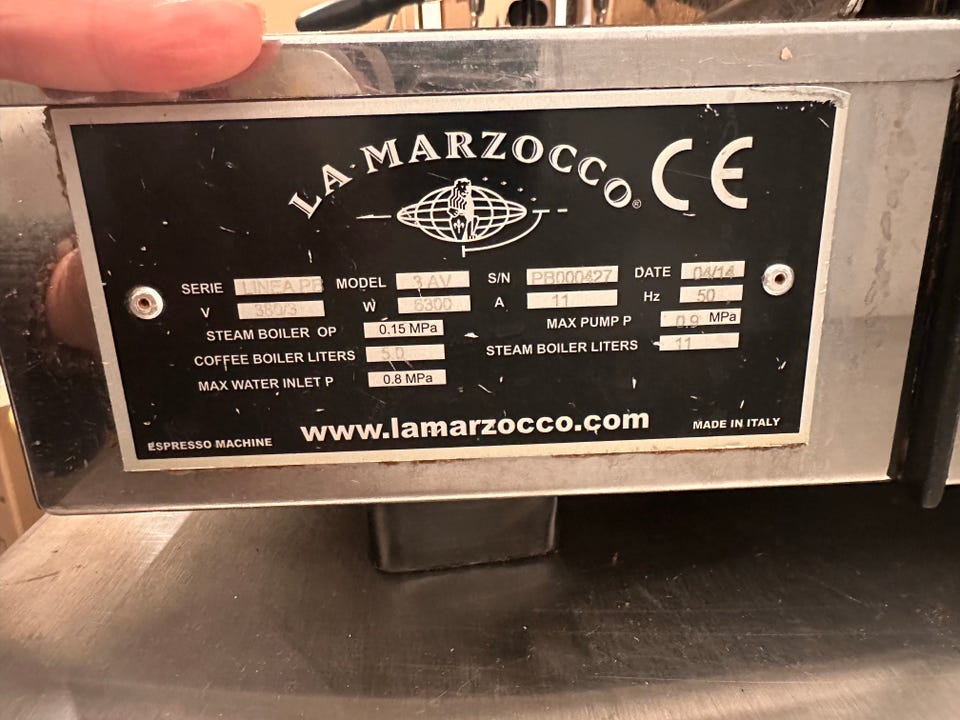 LA MARZOCCO®
CE
SERIE LINEA PB MODEL 3 AV S/N PB000427 DATE 04/14
V 380/3 W 6300 A 11 Hz 50
STEAM BOILER OP 0.15 MPa MAX PUMP P 0.9 MPa
COFFEE BOILER LITERS 5.0 STEAM BOILER LITERS 11
MAX WATER INLET P 0.8 MPa
ESPRESSO MACHINE www.lamarzocco.com MADE IN ITALY